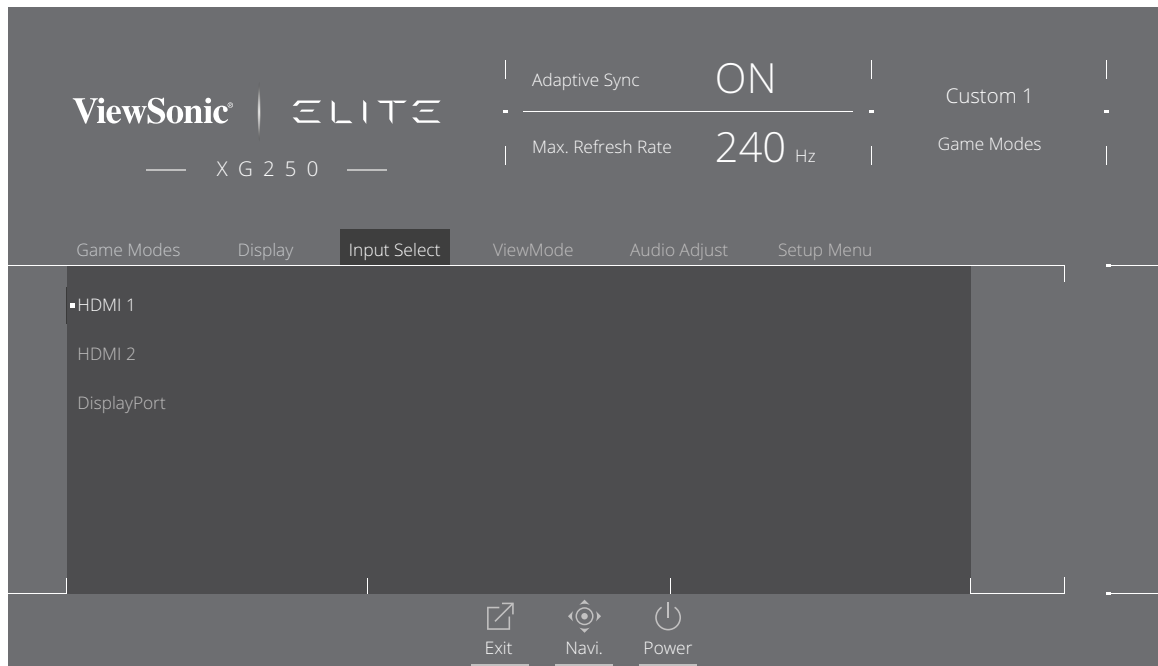 ViewSonic® ELITE
XG250
Adaptive Sync ON
Max. Refresh Rate 240 Hz
Custom 1
Game Modes
Game Modes Display Input Select ViewMode Audio Adjust Setup Menu
HDMI 1
HDMI 2
DisplayPort
Exit Navi. Power